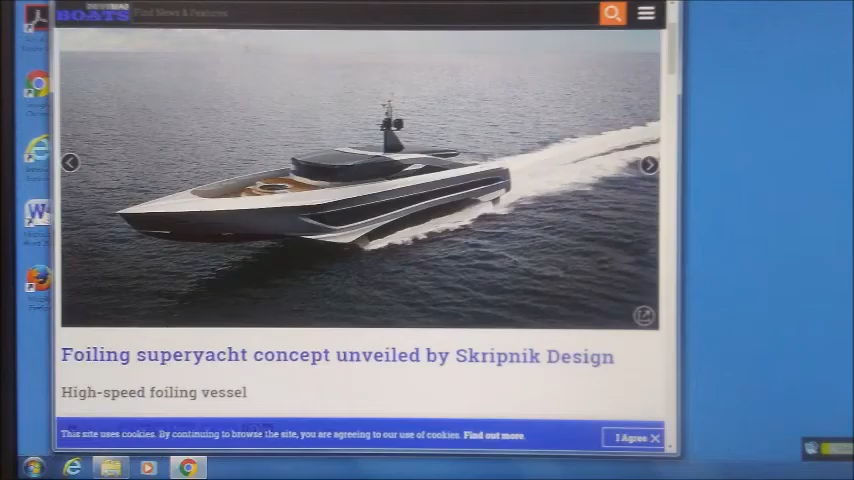 DRIVEMAD
BOATS
Find News & Features
Foiling superyacht concept unveiled by Skripnik Design
High-speed foiling vessel
This site uses cookies. By continuing to browse the site, you are agreeing to our use of cookies. Find out more.
I Agree